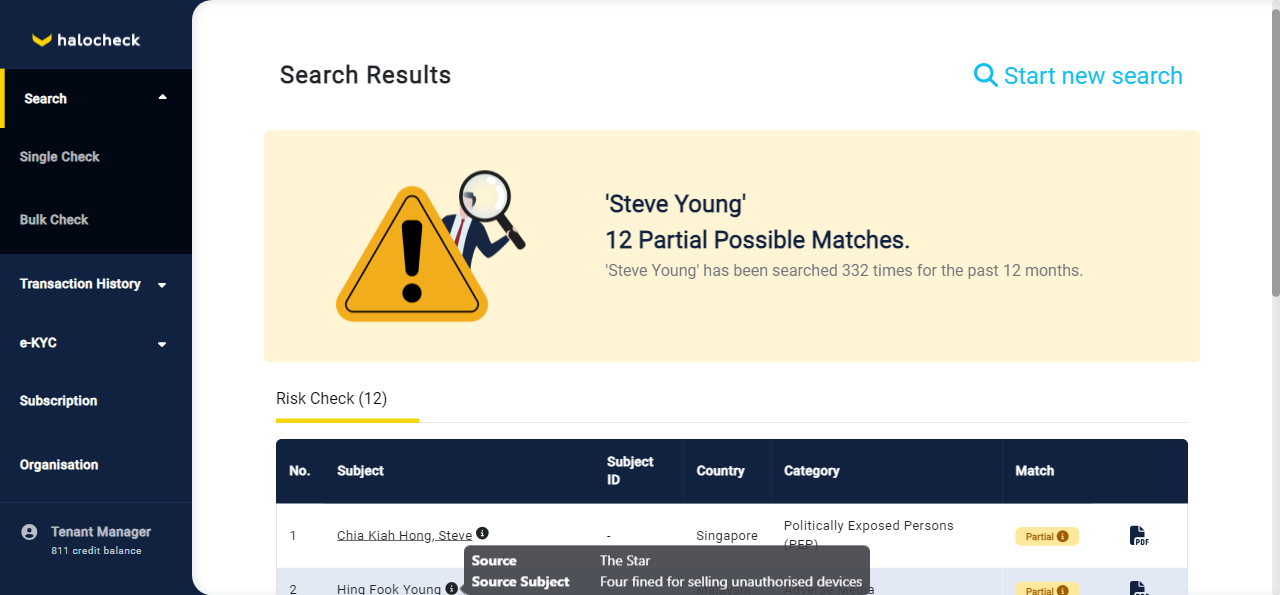 halocheck
Search
Single Check
Bulk Check
Transaction History
e-KYC
Subscription
Organisation
Tenant Manager
811 credit balance
Search Results
Start new search
'Steve Young'
12 Partial Possible Matches.
'Steve Young' has been searched 332 times for the past 12 months.
Risk Check (12)
No. Subject Subject ID Country Category Match
1 Chia Kiah Hong, Steve - Singapore Politically Exposed Persons (PEP) Partial PDF
2 Hing Fook Young Malaysia Adverse Media Partial
Source The Star
Source Subject Four fined for selling unauthorised devices